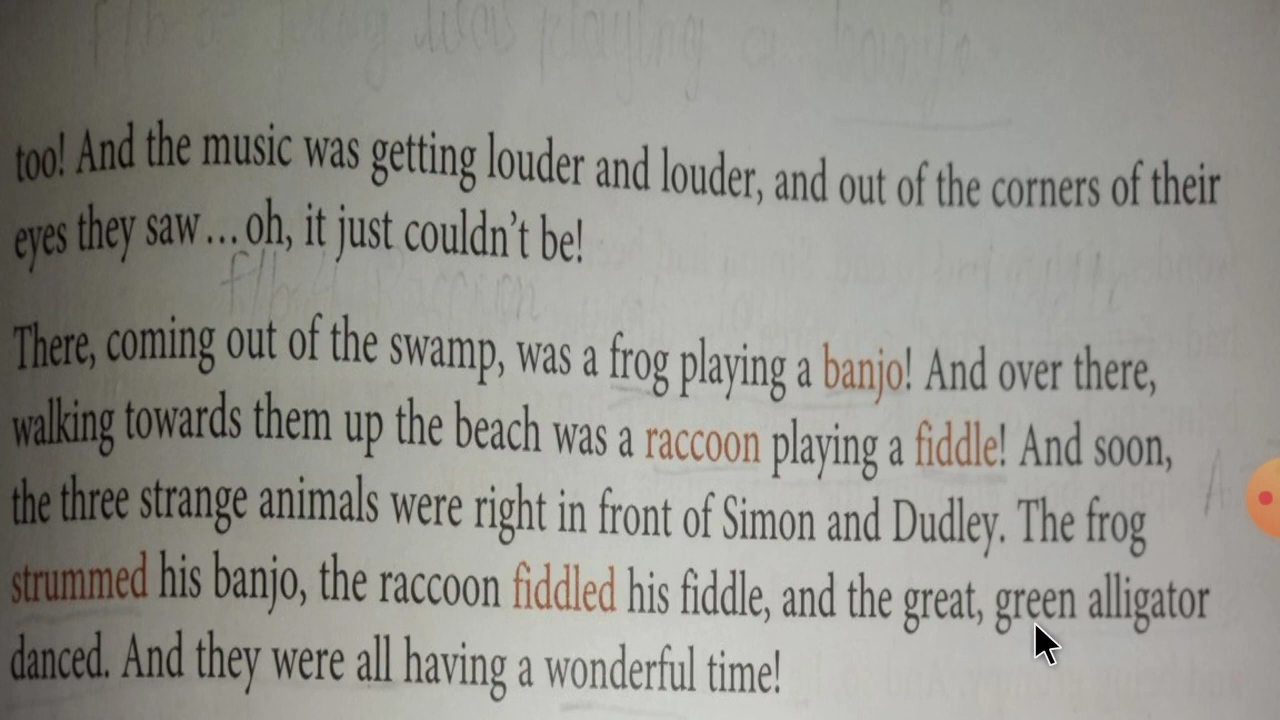 was playing a banjo
too! And the music was getting louder and louder, and out of the corners of their
eyes they saw...oh, it just couldn't be!
There, coming out of the swamp, was a frog playing a banjo! And over there,
walking towards them up the beach was a raccoon playing a fiddle! And soon,
the three strange animals were right in front of Simon and Dudley. The frog
strummed his banjo, the raccoon fiddled his fiddle, and the great, green alligator
danced. And they were all having a wonderful time!